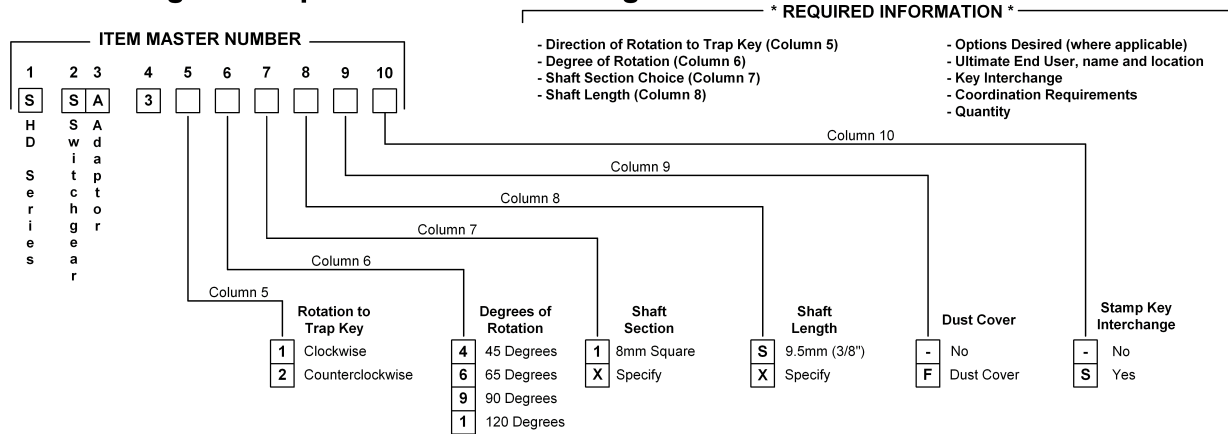 * REQUIRED INFORMATION *
- Direction of Rotation to Trap Key (Column 5)
- Degree of Rotation (Column 6)
- Shaft Section Choice (Column 7)
- Shaft Length (Column 8)
- Options Desired (where applicable)
- Ultimate End User, name and location
- Key Interchange
- Coordination Requirements
- Quantity
ITEM MASTER NUMBER
1 2 3 4 5 6 7 8 9 10
S S A 3
HD Series
Switchgear
Adaptor
Column 10
Column 9
Column 8
Column 7
Column 6
Column 5
Rotation to
Trap Key
1 Clockwise
2 Counterclockwise
Degrees of
Rotation
4 45 Degrees
6 65 Degrees
9 90 Degrees
1 120 Degrees
Shaft
Section
1 8mm Square
X Specify
Shaft
Length
S 9.5mm (3/8")
X Specify
Dust Cover
- No
F Dust Cover
Stamp Key
Interchange
- No
S Yes